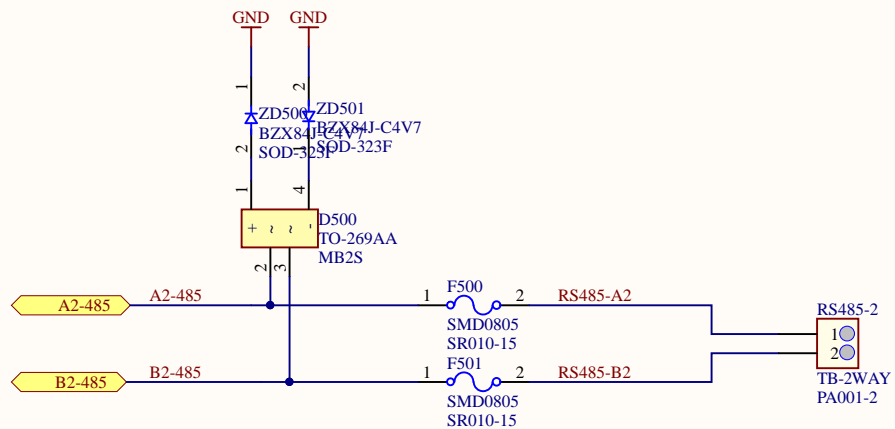 GND GND
1 2
ZD500 ZD501
BZX84J-C4V7 BZX84J-C4V7
SOD-323F SOD-323F
2 1
1 4
+ ~ ~ -
D500
TO-269AA
MB2S
2 3
A2-485 A2-485 1 F500 2 RS485-A2
SMD0805
SR010-15
B2-485 B2-485 1 F501 2 RS485-B2
SMD0805
SR010-15
RS485-2
1
2
TB-2WAY
PA001-2